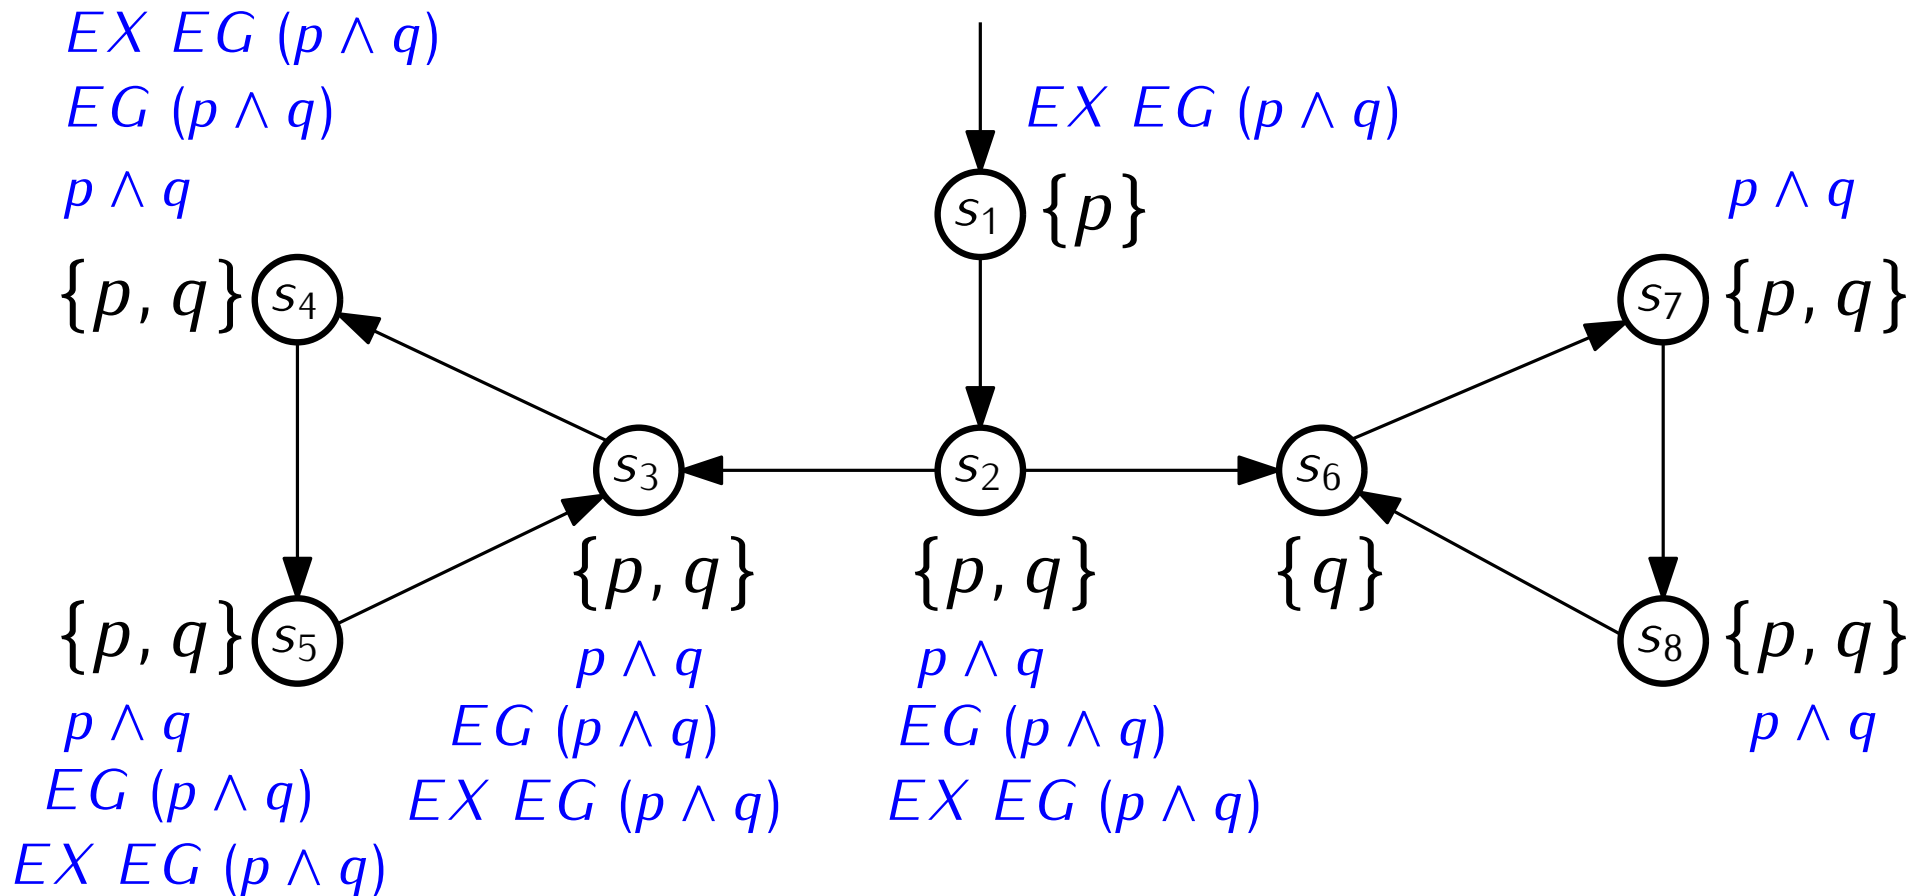 EX EG (p ∧ q)
EG (p ∧ q)
p ∧ q
{p, q} s4
EX EG (p ∧ q)
s1 {p}
p ∧ q
s7 {p, q}
s3
{p, q}
s2
{p, q}
s6
{q}
{p, q} s5
p ∧ q
EG (p ∧ q)
EX EG (p ∧ q)
p ∧ q
EG (p ∧ q)
EX EG (p ∧ q)
p ∧ q
EG (p ∧ q)
EX EG (p ∧ q)
s8 {p, q}
p ∧ q